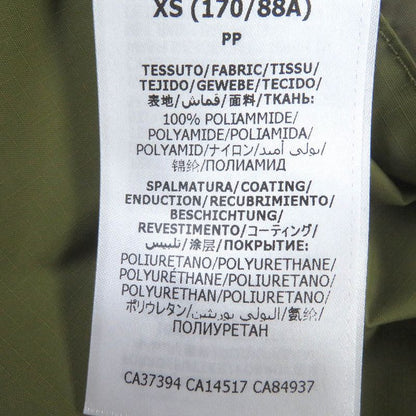 XS (170/88A)
PP
TESSUTO/FABRIC/TISSU/
TEJIDO/GEWEBE/TECIDO/
表地/قماش/面料/ТКАНЬ:
100% POLIAMMIDE/
POLYAMIDE/POLIAMIDA/
POLYAMID/ナイロン/بولي أميد/
锦纶/ПОЛИАМИД
SPALMATURA/COATING/
ENDUCTION/RECUBRIMIENTO/
BESCHICHTUNG/
REVESTIMENTO/コーティング/
تلبيس/涂层/ПОКРЫТИЕ:
POLIURETANO/POLYURETHANE/
POLYURÉTHANE/POLIURETANO/
POLYURETHAN/POLIURETANO/
ポリウレタン/البولي يوريثين/氨纶/
ПОЛИУРЕТАН
CA37394 CA14517 CA84937